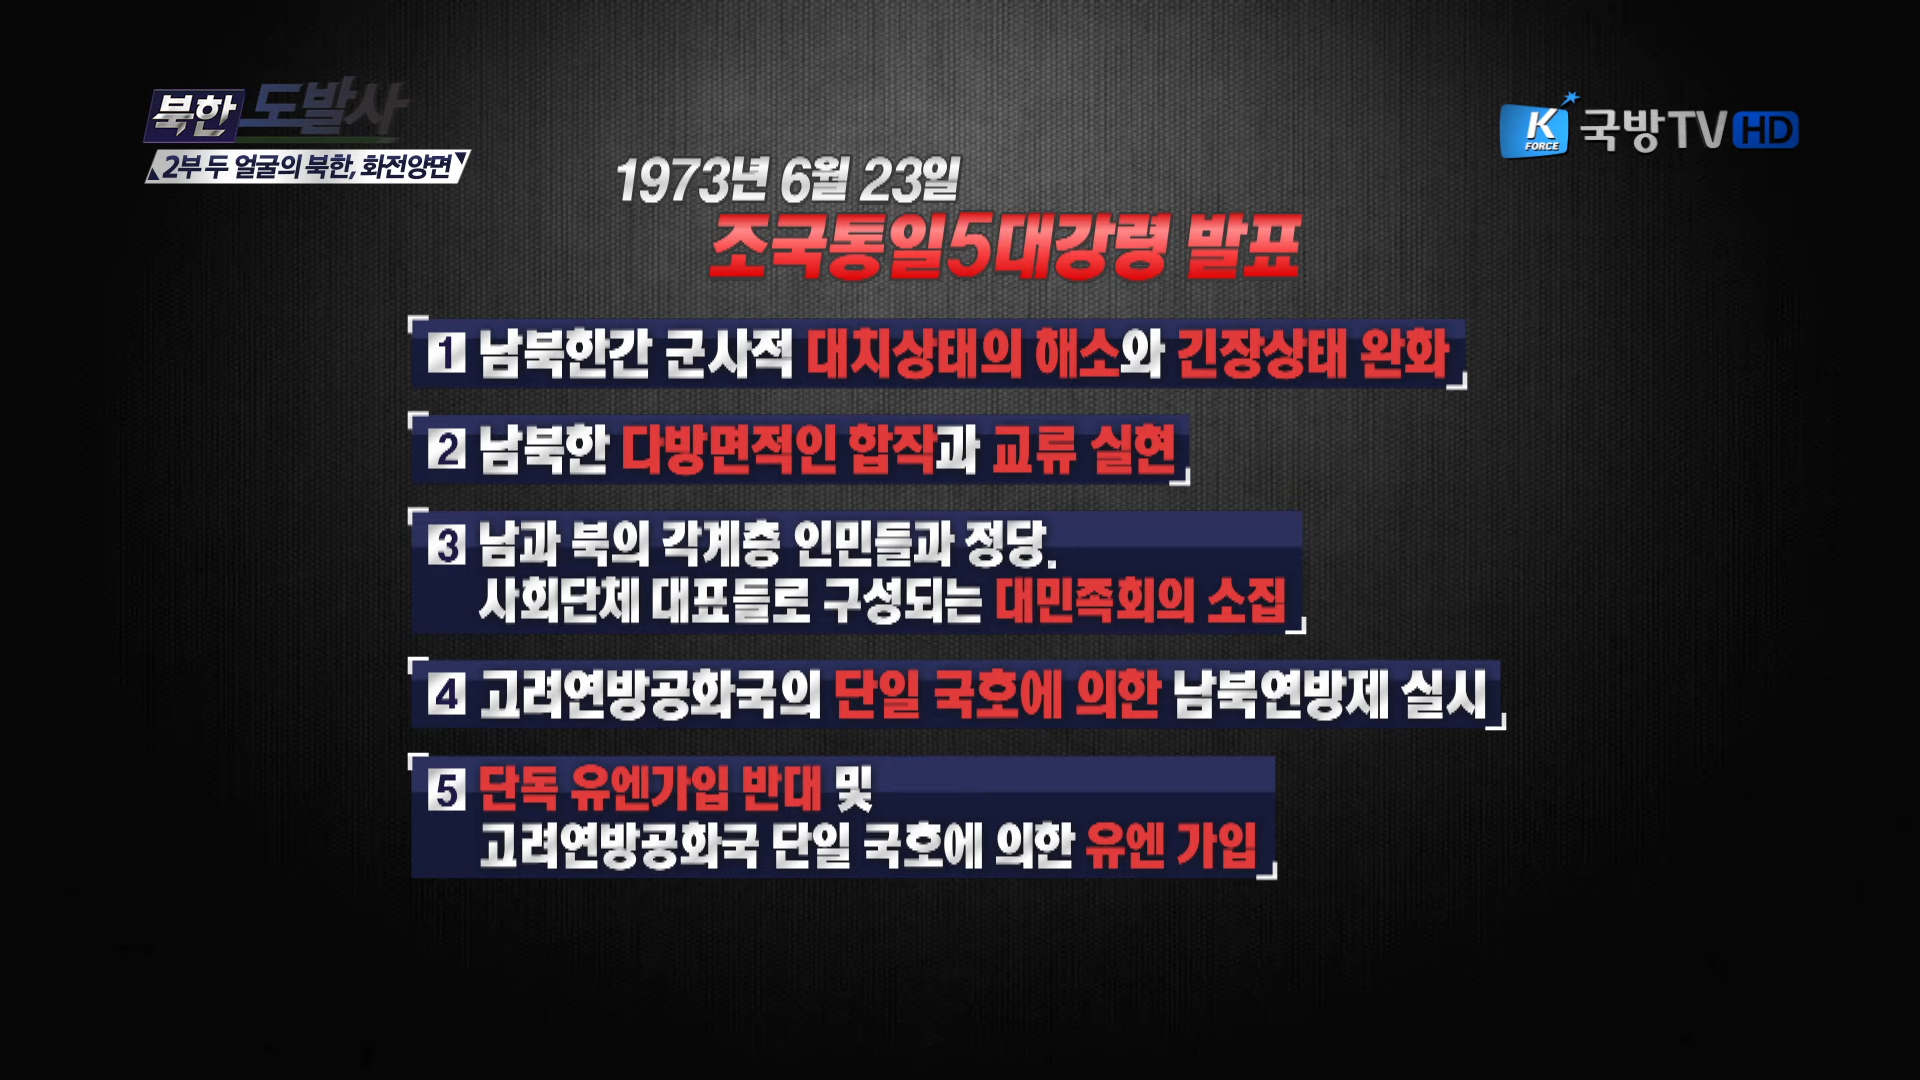 북한 도발사
2부 두 얼굴의 북한, 화전양면
K FORCE 국방TV HD
1973년 6월 23일
조국통일5대강령 발표
1 남북한간 군사적 대치상태의 해소와 긴장상태 완화
2 남북한 다방면적인 합작과 교류 실현
3 남과 북의 각계층 인민들과 정당.
사회단체 대표들로 구성되는 대민족회의 소집
4 고려연방공화국의 단일 국호에 의한 남북연방제 실시
5 단독 유엔가입 반대 및
고려연방공화국 단일 국호에 의한 유엔 가입